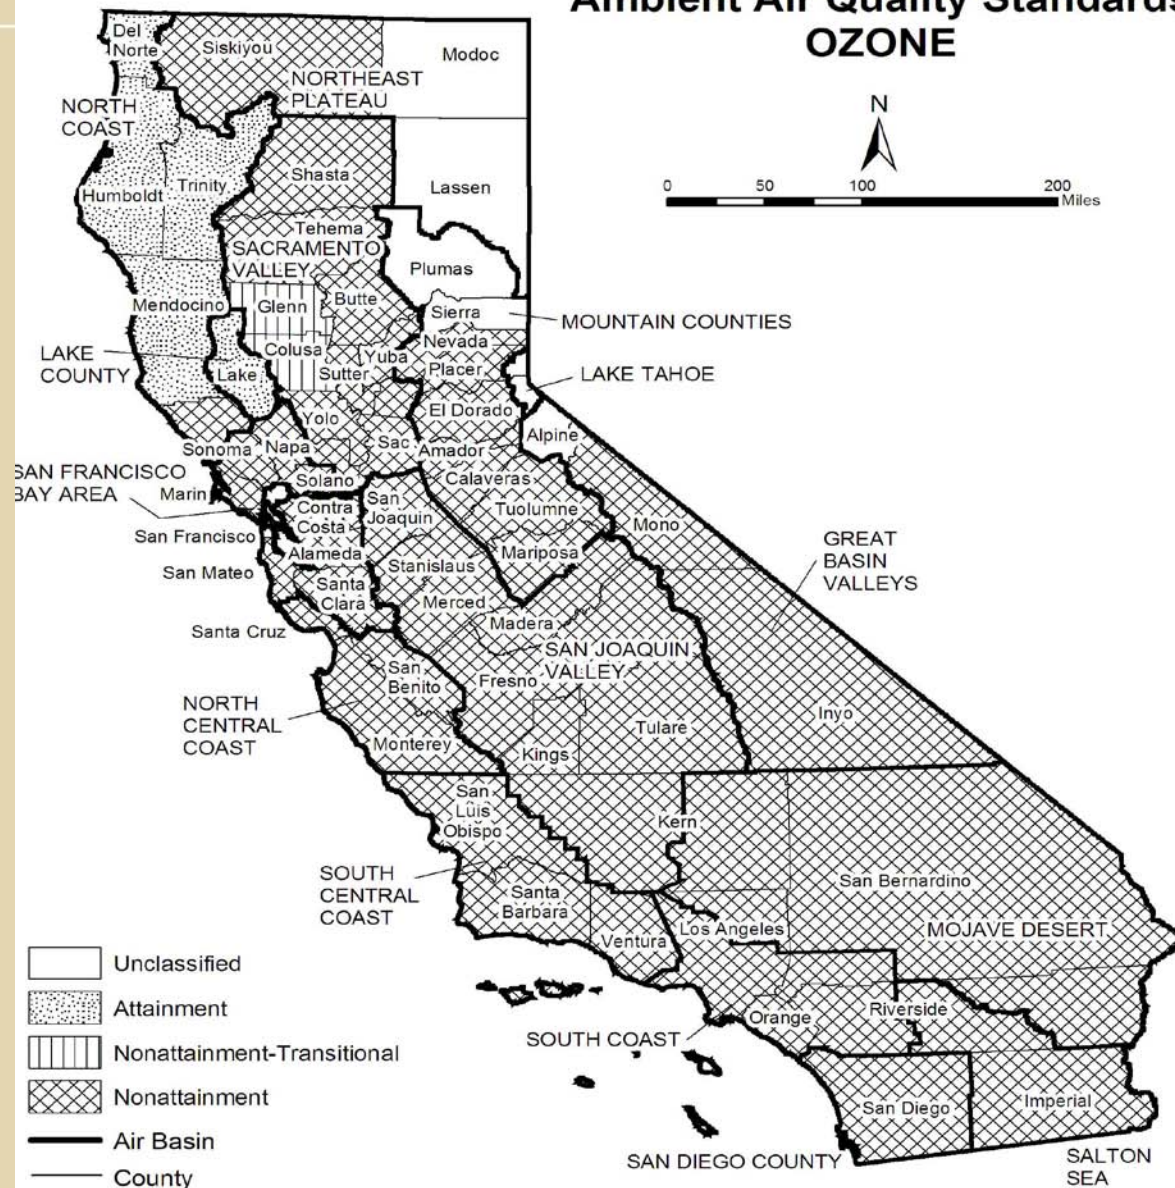 Ambient Air Quality Standards
OZONE
N
0 50 100 200
Miles
Del
Norte
Siskiyou
Modoc
NORTHEAST
PLATEAU
NORTH
COAST
Humboldt
Trinity
Shasta
Lassen
Tehema
SACRAMENTO
VALLEY
Plumas
Mendocino
Glenn
Butte
Sierra
MOUNTAIN COUNTIES
LAKE
COUNTY
Colusa
Yuba
Nevada
Lake
Sutter
Placer
LAKE TAHOE
Yolo
El Dorado
Sonoma
Napa
Sac
Amador
Alpine
SAN FRANCISCO
BAY AREA
Marin
Solano
Calaveras
Contra
Costa
San
Joaquin
Tuolumne
Mono
San Francisco
Alameda
Stanislaus
Mariposa
GREAT
BASIN
VALLEYS
San Mateo
Santa
Clara
Merced
Santa Cruz
Madera
SAN JOAQUIN
VALLEY
San
Benito
Fresno
NORTH
CENTRAL
COAST
Monterey
Kings
Tulare
Inyo
San
Luis
Obispo
Kern
SOUTH
CENTRAL
COAST
Santa
Barbara
San Bernardino
Ventura
Los Angeles
MOJAVE DESERT
Orange
Riverside
SOUTH COAST
San Diego
Imperial
SAN DIEGO COUNTY
SALTON
SEA
Unclassified
Attainment
Nonattainment-Transitional
Nonattainment
Air Basin
County